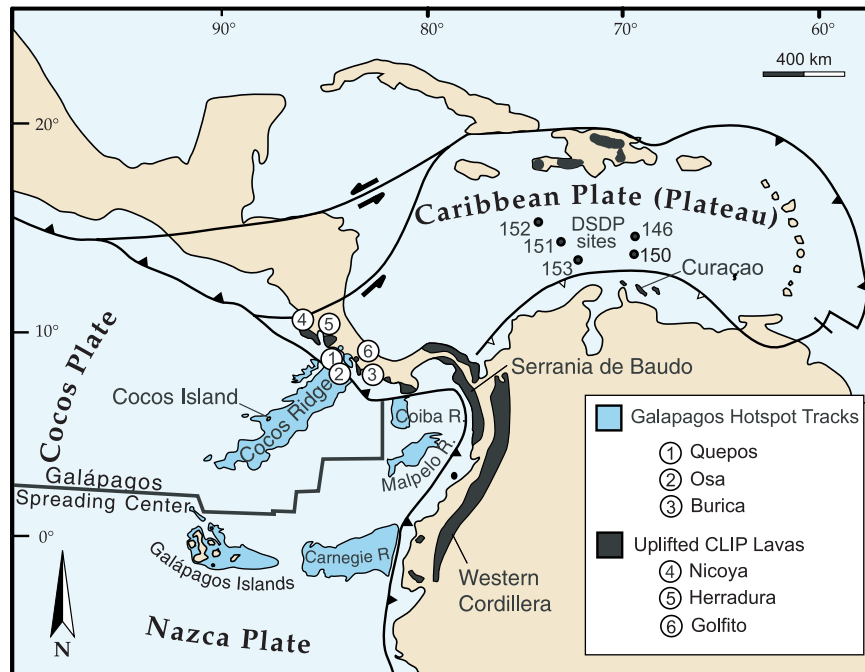 90°
80°
70°
60°
400 km
20°
Caribbean Plate (Plateau)
152
DSDP
146
151
sites
150
153
Curaçao
4
5
10°
6
1
Serrania de Baudo
2
3
Cocos Plate
Cocos Island
Cocos Ridge
Coiba R.
Malpelo R.
Galápagos
Spreading Center
0°
Galápagos Islands
Carnegie R.
Western
Cordillera
Nazca Plate
N
Galapagos Hotspot Tracks
1 Quepos
2 Osa
3 Burica
Uplifted CLIP Lavas
4 Nicoya
5 Herradura
6 Golfito